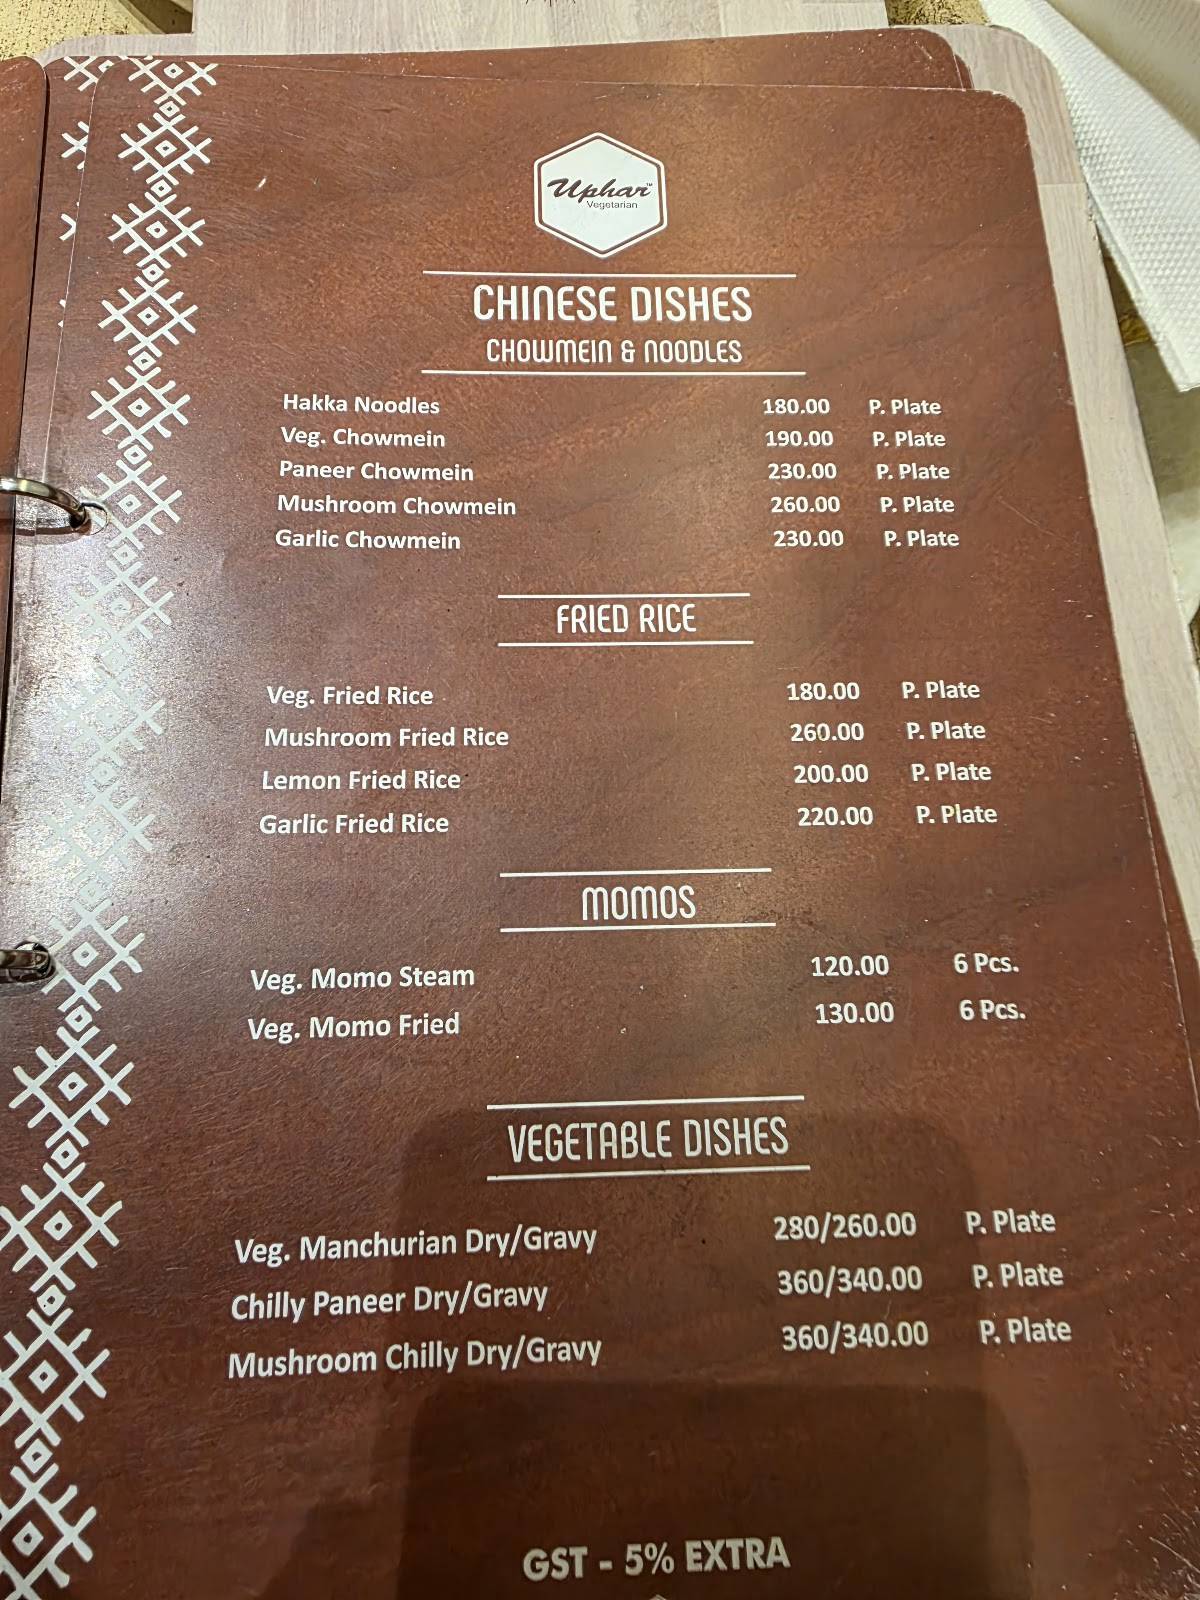 Uphar™
Vegetarian
CHINESE DISHES
CHOWMEIN & NOODLES
Hakka Noodles 180.00 P. Plate
Veg. Chowmein 190.00 P. Plate
Paneer Chowmein 230.00 P. Plate
Mushroom Chowmein 260.00 P. Plate
Garlic Chowmein 230.00 P. Plate
FRIED RICE
Veg. Fried Rice 180.00 P. Plate
Mushroom Fried Rice 260.00 P. Plate
Lemon Fried Rice 200.00 P. Plate
Garlic Fried Rice 220.00 P. Plate
MOMOS
Veg. Momo Steam 120.00 6 Pcs.
Veg. Momo Fried 130.00 6 Pcs.
VEGETABLE DISHES
Veg. Manchurian Dry/Gravy 280/260.00 P. Plate
Chilly Paneer Dry/Gravy 360/340.00 P. Plate
Mushroom Chilly Dry/Gravy 360/340.00 P. Plate
GST - 5% EXTRA